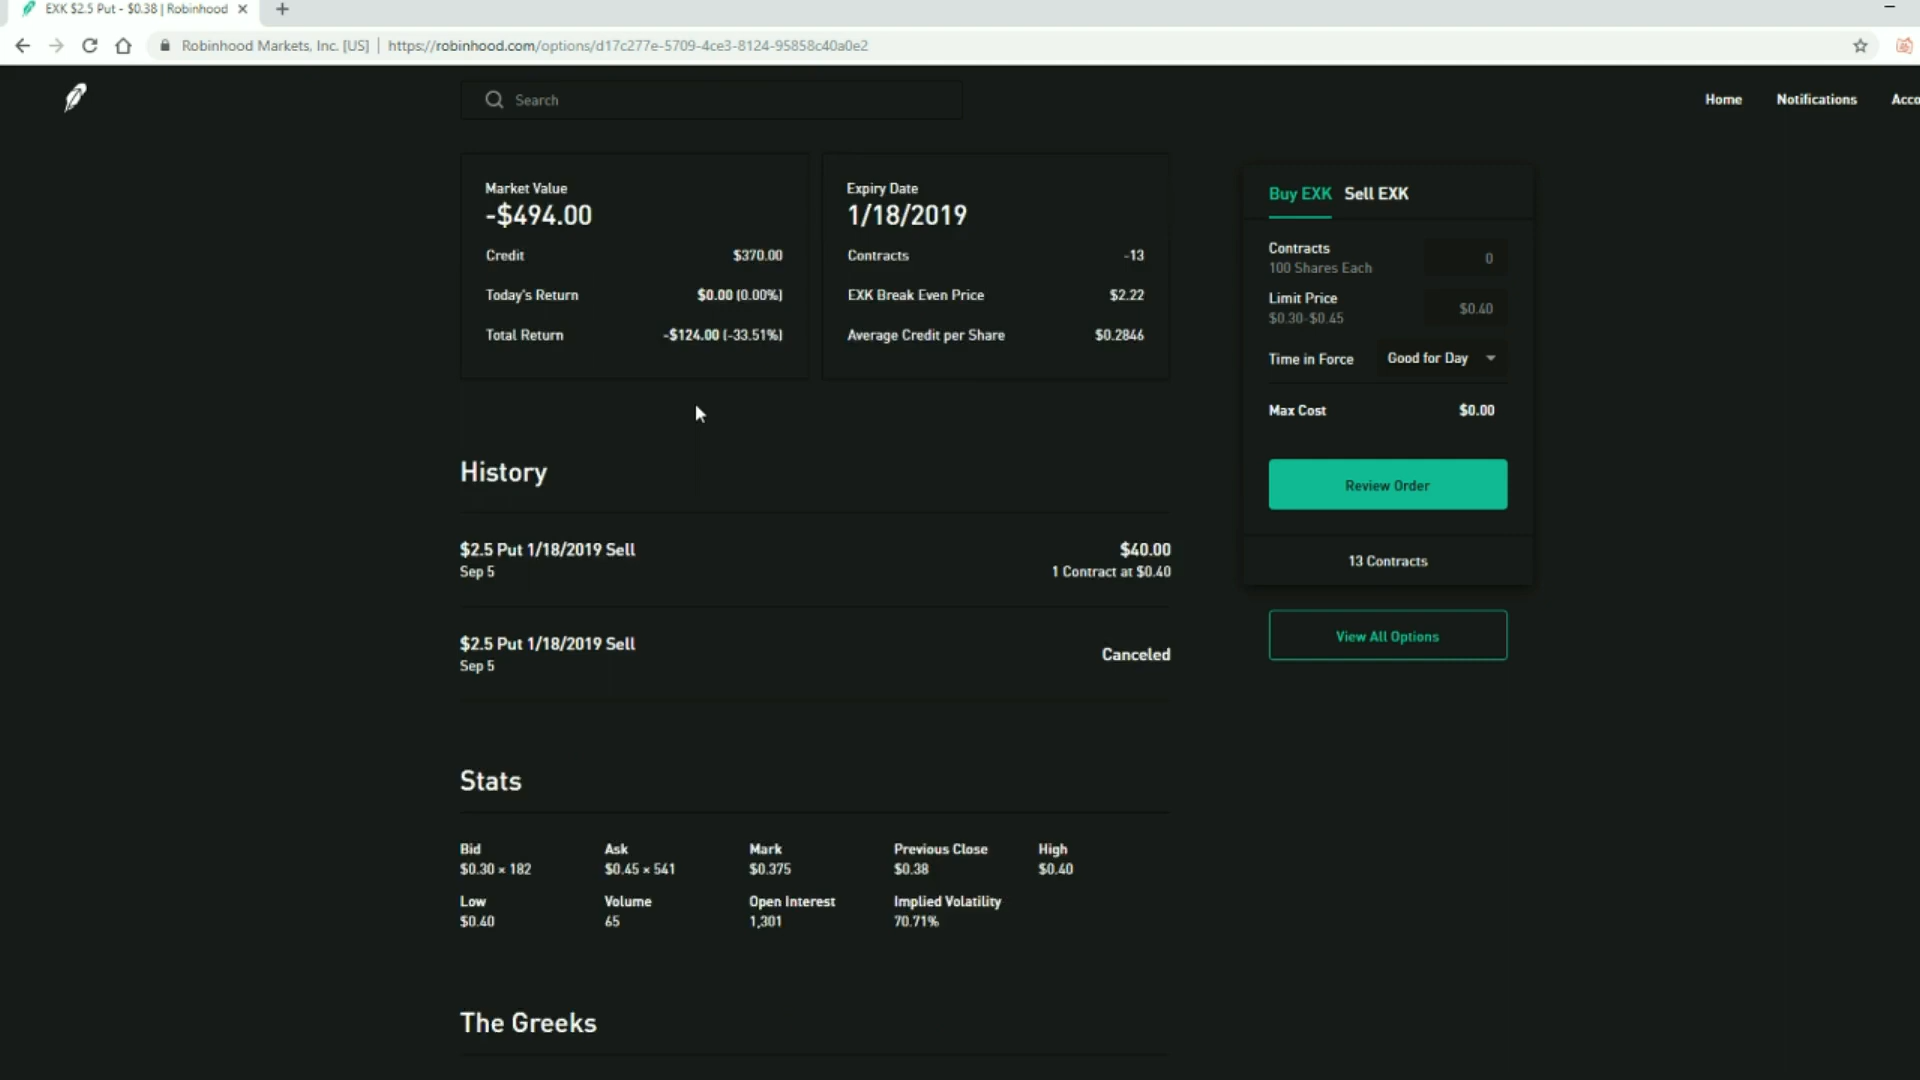 EXK $2.5 Put - $0.38 | Robinhood
Robinhood Markets, Inc. [US] | https://robinhood.com/options/d17c277e-5709-4ce3-8124-95858c40a0e2
Search
Home Notifications Acco
Market Value
-$494.00
Credit $370.00
Today's Return $0.00 (0.00%)
Total Return -$124.00 (-33.51%)
Expiry Date
1/18/2019
Contracts -13
EXK Break Even Price $2.22
Average Credit per Share $0.2846
Buy EXK Sell EXK
Contracts 0
100 Shares Each
Limit Price $0.40
$0.30-$0.45
Time in Force Good for Day
Max Cost $0.00
Review Order
13 Contracts
View All Options
History
$2.5 Put 1/18/2019 Sell $40.00
Sep 5 1 Contract at $0.40
$2.5 Put 1/18/2019 Sell Canceled
Sep 5
Stats
Bid Ask Mark Previous Close High
$0.30 × 182 $0.45 × 541 $0.375 $0.38 $0.40
Low Volume Open Interest Implied Volatility
$0.40 65 1,301 70.71%
The Greeks